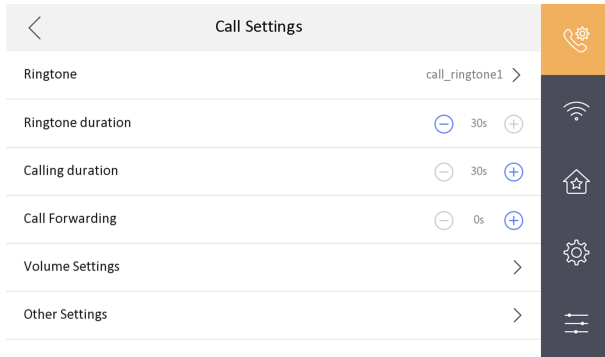 Call Settings
Ringtone call_ringtone1
Ringtone duration 30s
Calling duration 30s
Call Forwarding 0s
Volume Settings
Other Settings